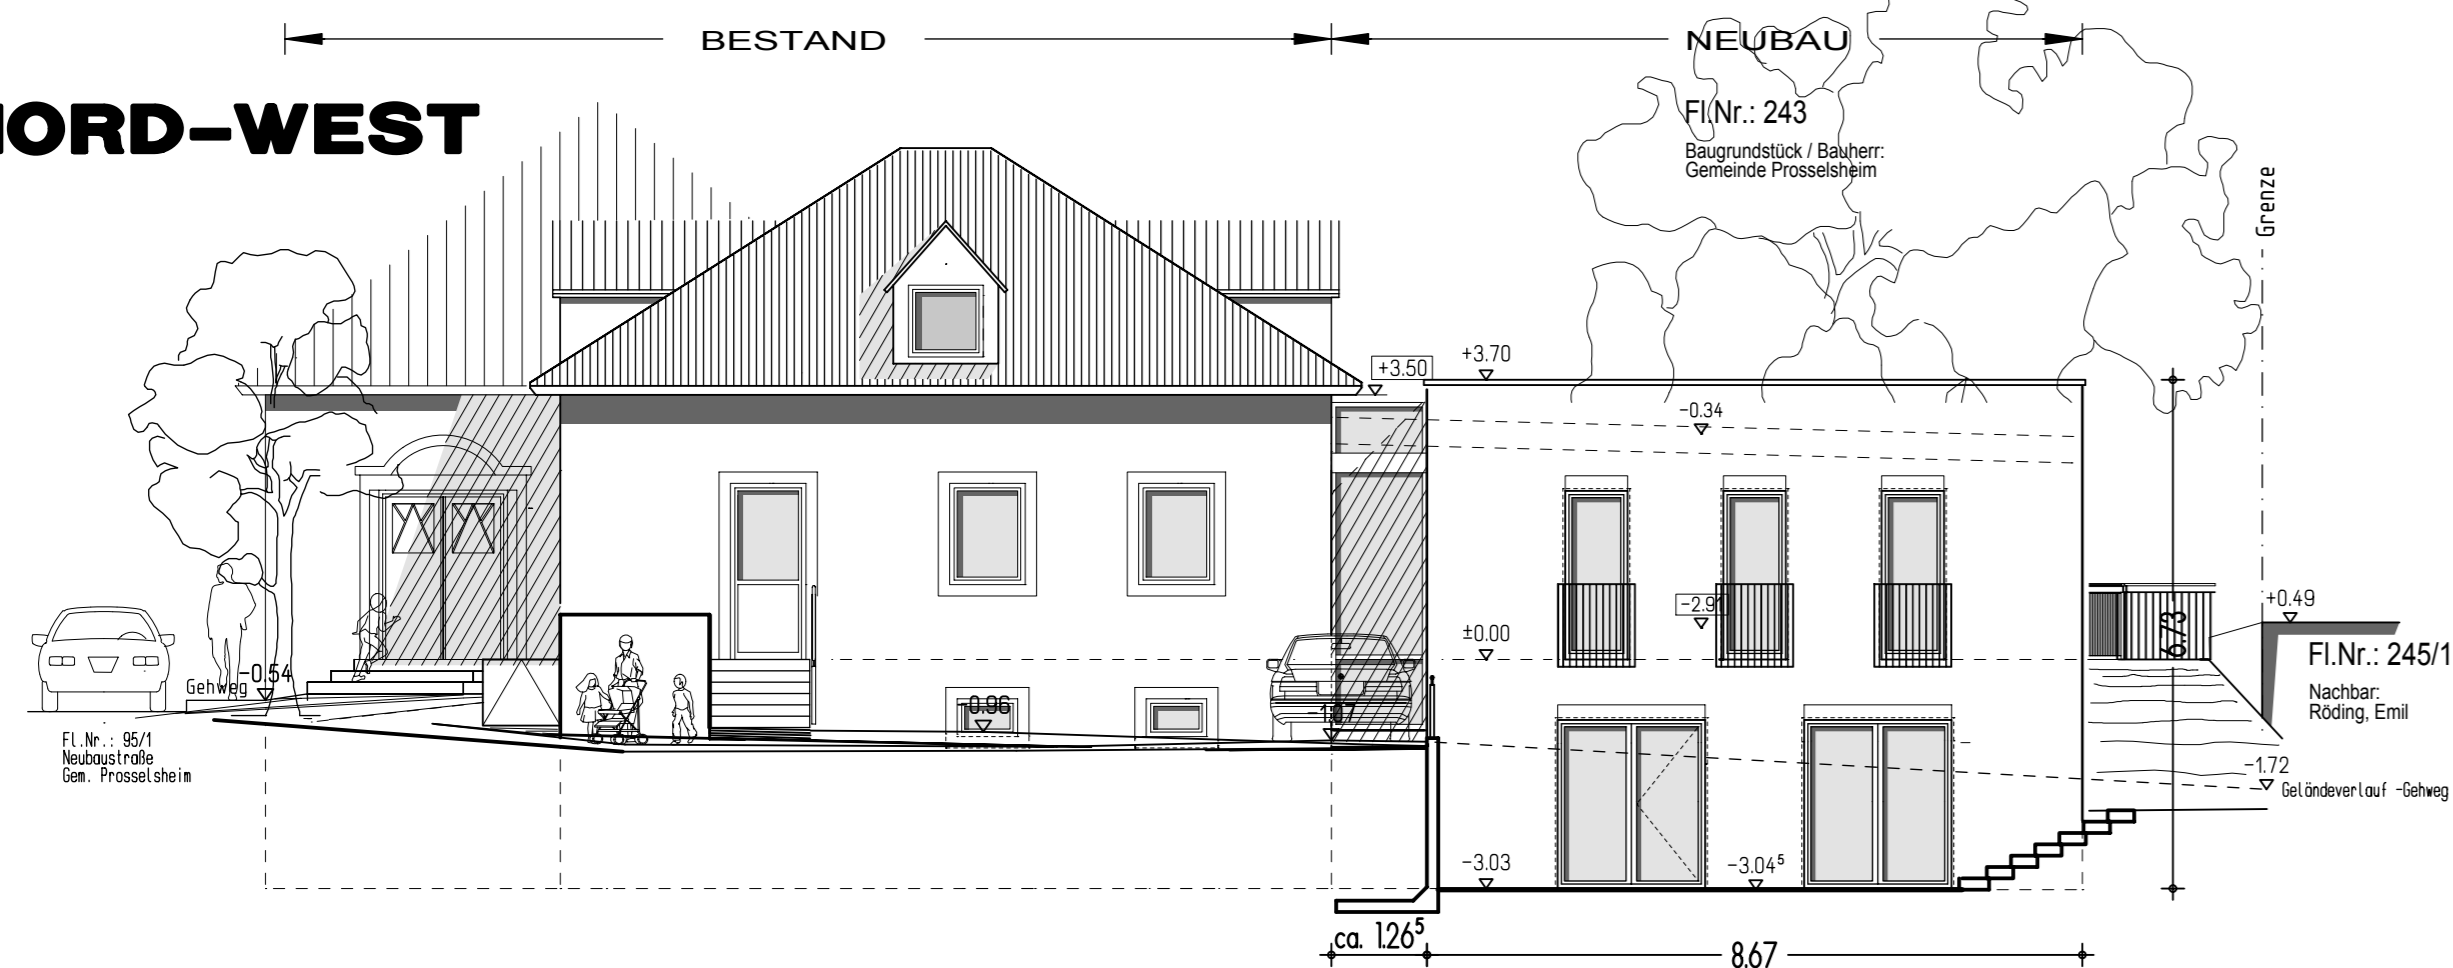 BESTAND
NEUBAU
NORD-WEST
Fl.Nr.: 243
Baugrundstück / Bauherr:
Gemeinde Prosselsheim
Grenze
+3.50
+3.70
-0.34
-2.91
±0.00
+0.49
6.73
Fl.Nr.: 245/1
Nachbar:
Röding, Emil
Gehweg
-0.54
-0.96
-1.07
Fl.Nr.: 95/1
Neubaustraße
Gem. Prosselsheim
-1.72
Geländeverlauf -Gehweg
-3.03
-3.04⁵
ca. 1.26⁵
8.67